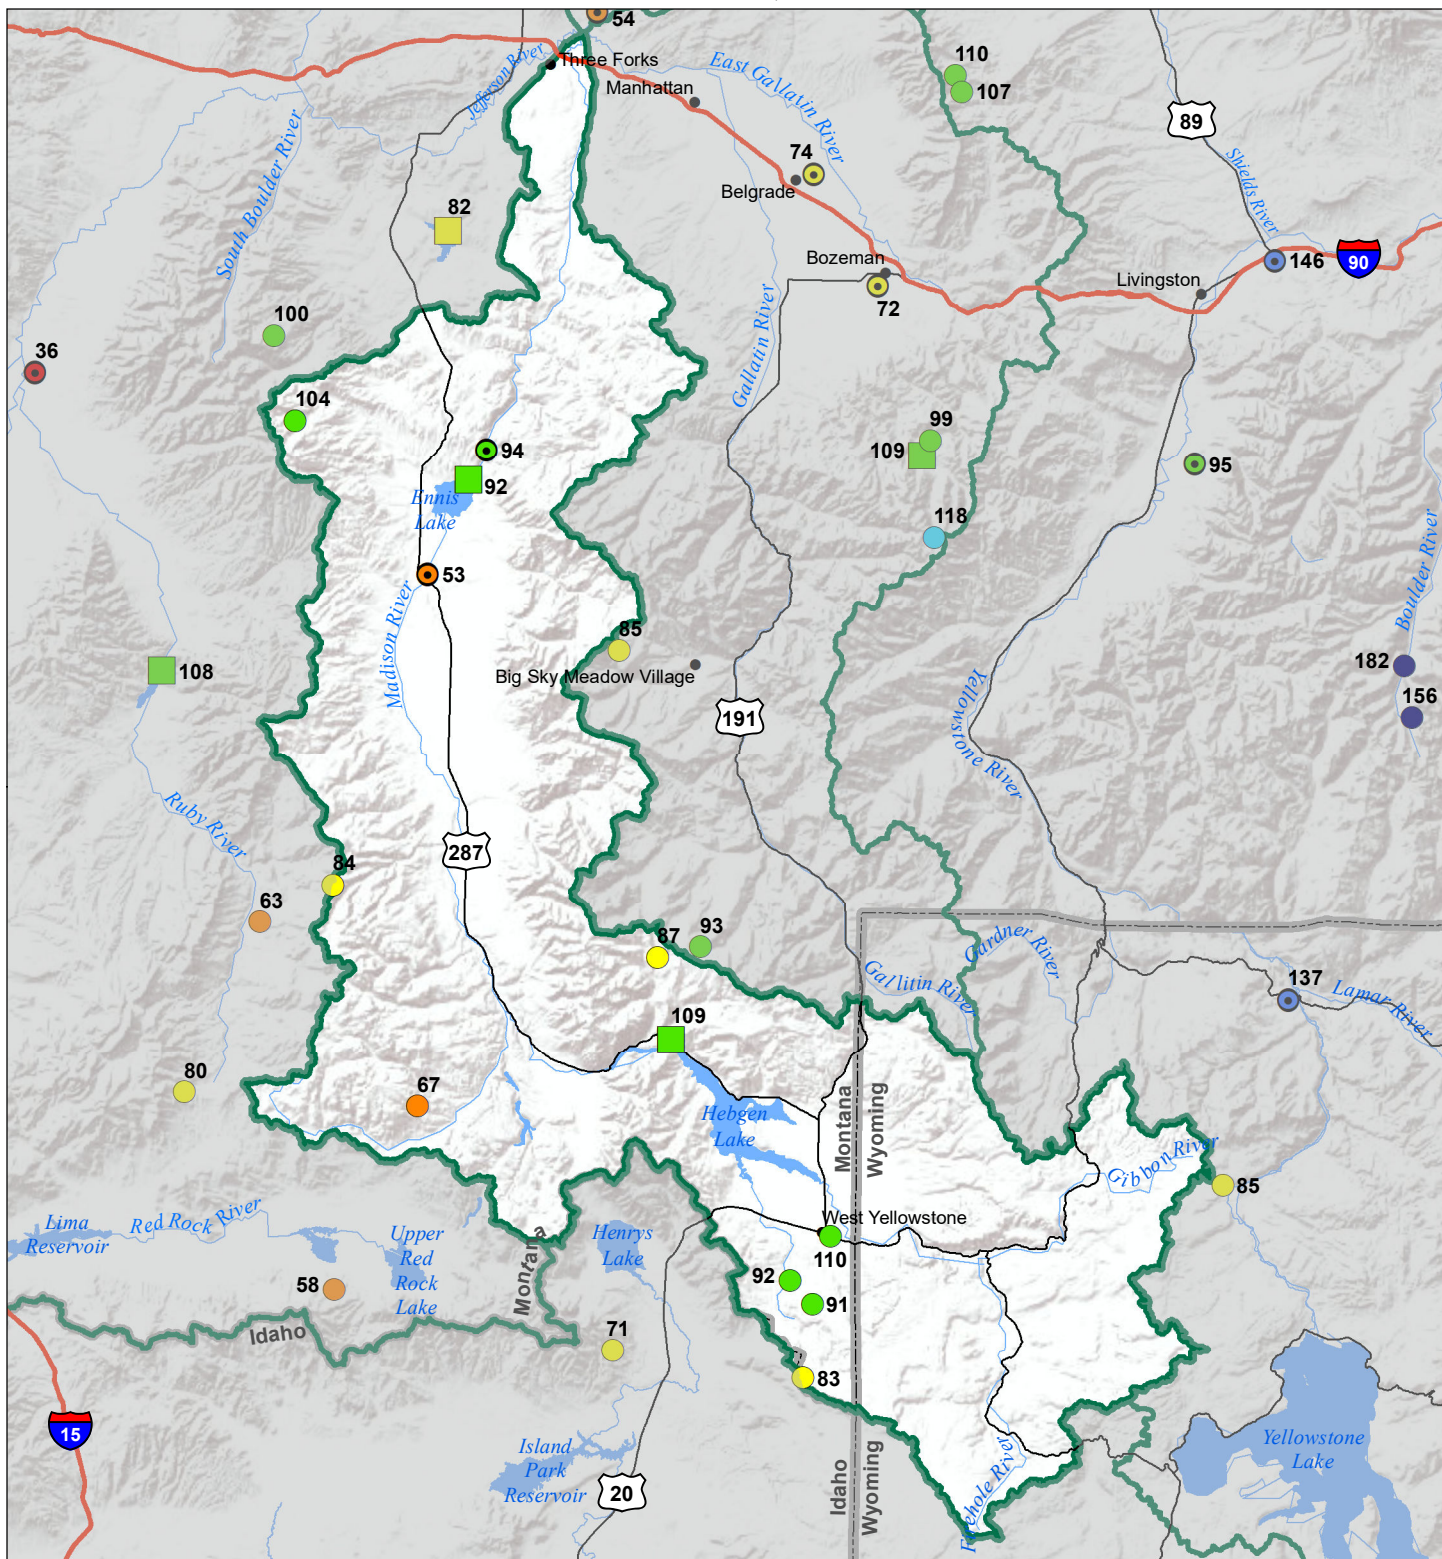 54
Three Forks
Jefferson River
Manhattan
East Gallatin River
110
107
89
Shields River
74
Belgrade
South Boulder River
82
Bozeman
72
Livingston
146
90
Gallatin River
100
36
104
94
92
Ennis
Lake
99
109
95
118
53
Madison River
Boulder River
85
Big Sky Meadow Village
108
182
156
191
Yellowstone River
Ruby River
287
84
63
87
93
Gallitin River
Gardner River
137
Lamar River
109
80
67
Hebgen
Lake
Montana
Wyoming
Gibbon River
85
Lima
Reservoir
Red Rock River
Upper
Red
Rock
Lake
Montana
Henrys
Lake
West Yellowstone
110
92
91
58
Idaho
71
83
15
Island
Park
Reservoir
20
Idaho
Wyoming
Firehole River
Yellowstone
Lake